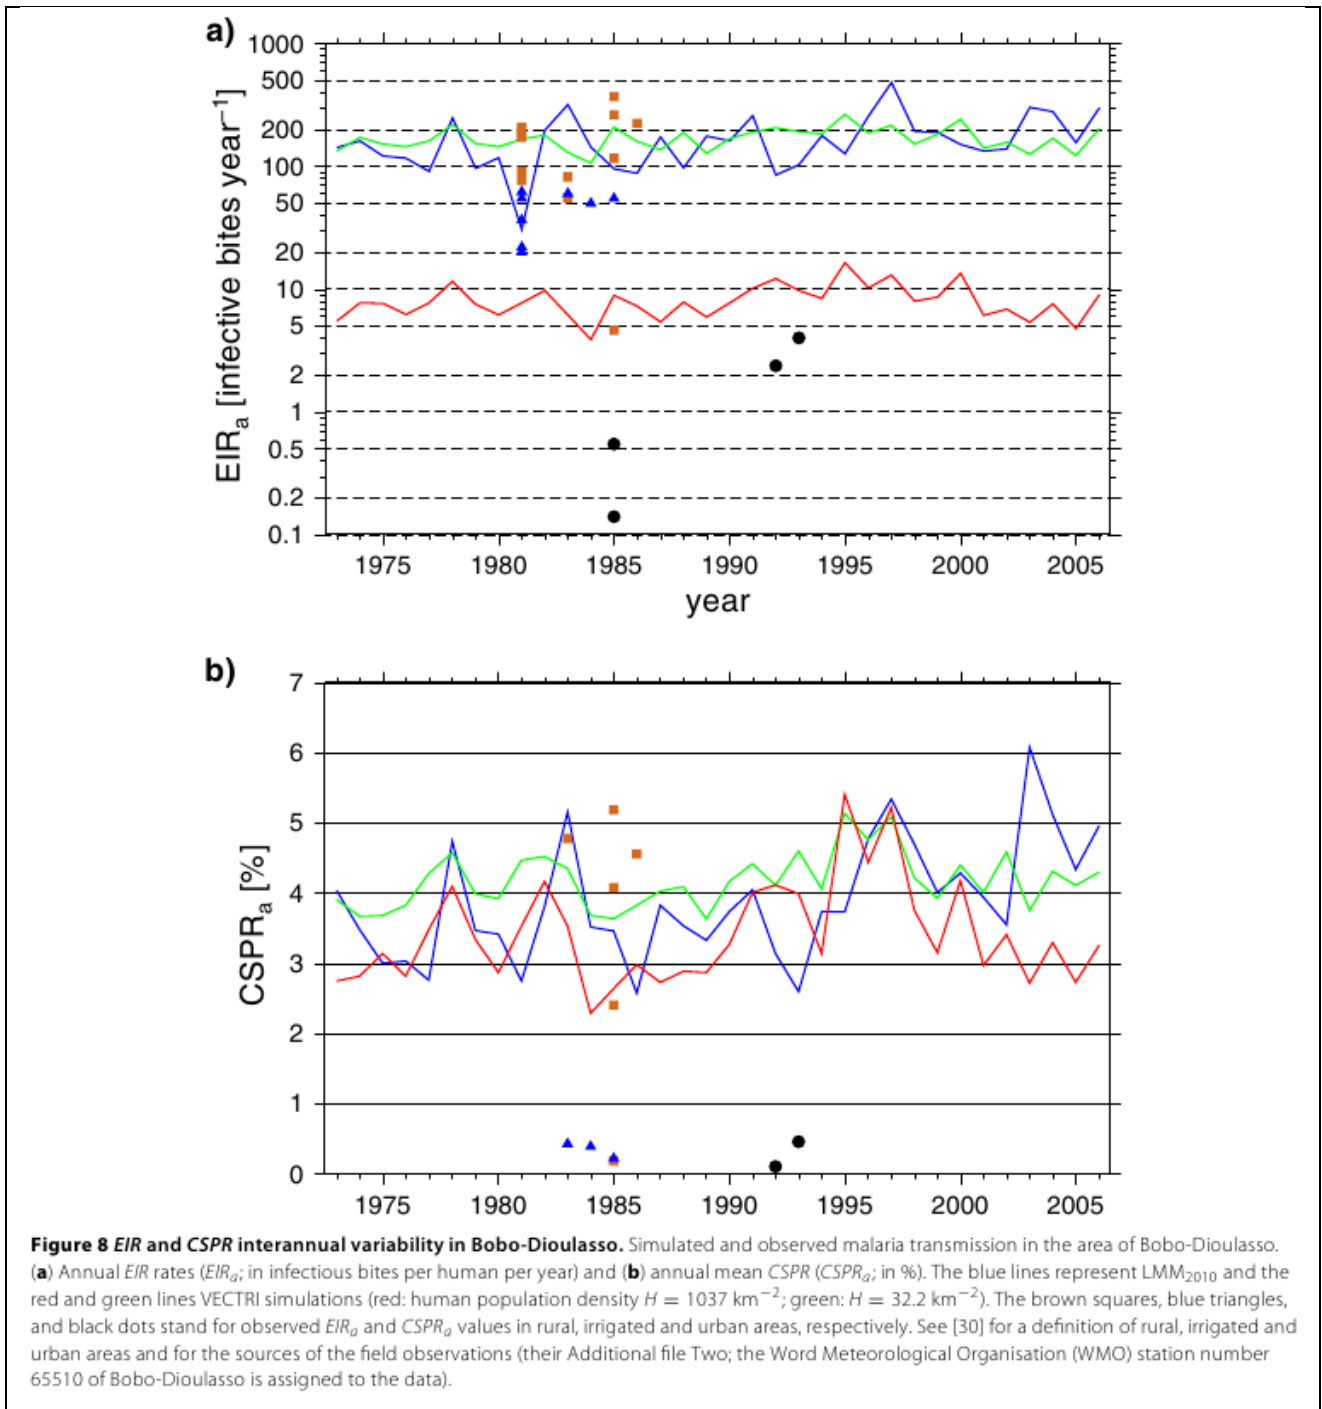 a)
1000
500
200
100
50
20
10
5
2
1
0.5
0.2
0.1
EIRa [infective bites year−1]
1975 1980 1985 1990 1995 2000 2005
year
b)
7
6
5
4
3
2
1
0
CSPRa [%]
1975 1980 1985 1990 1995 2000 2005
Figure 8 EIR and CSPR interannual variability in Bobo-Dioulasso. Simulated and observed malaria transmission in the area of Bobo-Dioulasso.
(a) Annual EIR rates (EIRa; in infectious bites per human per year) and (b) annual mean CSPR (CSPRa; in %). The blue lines represent LMM2010 and the
red and green lines VECTRI simulations (red: human population density H = 1037 km−2; green: H = 32.2 km−2). The brown squares, blue triangles,
and black dots stand for observed EIRa and CSPRa values in rural, irrigated and urban areas, respectively. See [30] for a definition of rural, irrigated and
urban areas and for the sources of the field observations (their Additional file Two; the Word Meteorological Organisation (WMO) station number
65510 of Bobo-Dioulasso is assigned to the data).